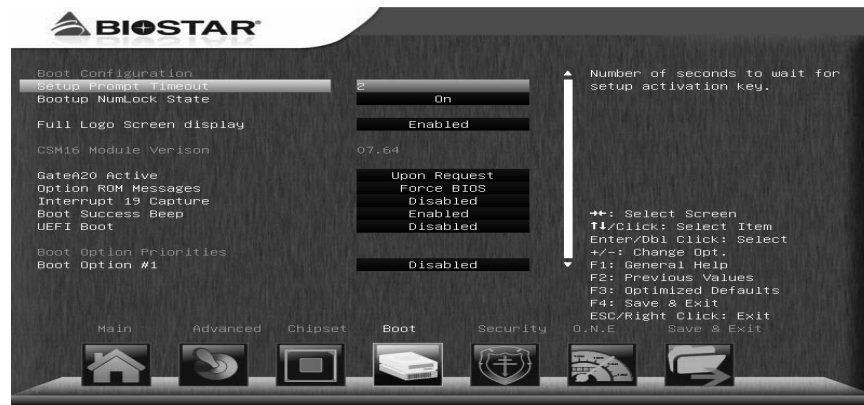 BIOSTAR
Boot Configuration
Setup Prompt Timeout 2
Bootup NumLock State On
Full Logo Screen display Enabled
CSM16 Module Verison 07.64
GateA20 Active Upon Request
Option ROM Messages Force BIOS
Interrupt 19 Capture Disabled
Boot Success Beep Enabled
UEFI Boot Disabled
Boot Option Priorities
Boot Option #1 Disabled
Number of seconds to wait for
setup activation key.
→←: Select Screen
↑↓/Click: Select Item
Enter/Dbl Click: Select
+/-: Change Opt.
F1: General Help
F2: Previous Values
F3: Optimized Defaults
F4: Save & Exit
ESC/Right Click: Exit
Main Advanced Chipset Boot Security O.N.E Save & Exit